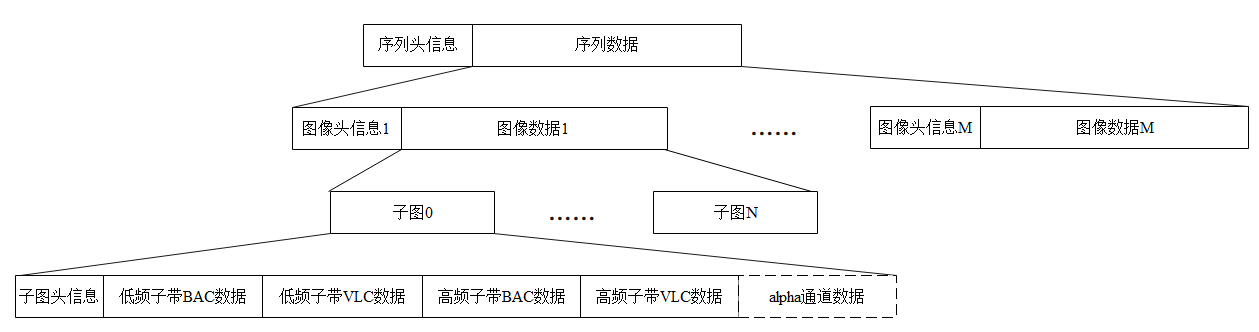 序列头信息 序列数据
图像头信息1 图像数据1 …… 图像头信息M 图像数据M
子图0 …… 子图N
子图头信息 低频子带BAC数据 低频子带VLC数据 高频子带BAC数据 高频子带VLC数据 alpha通道数据